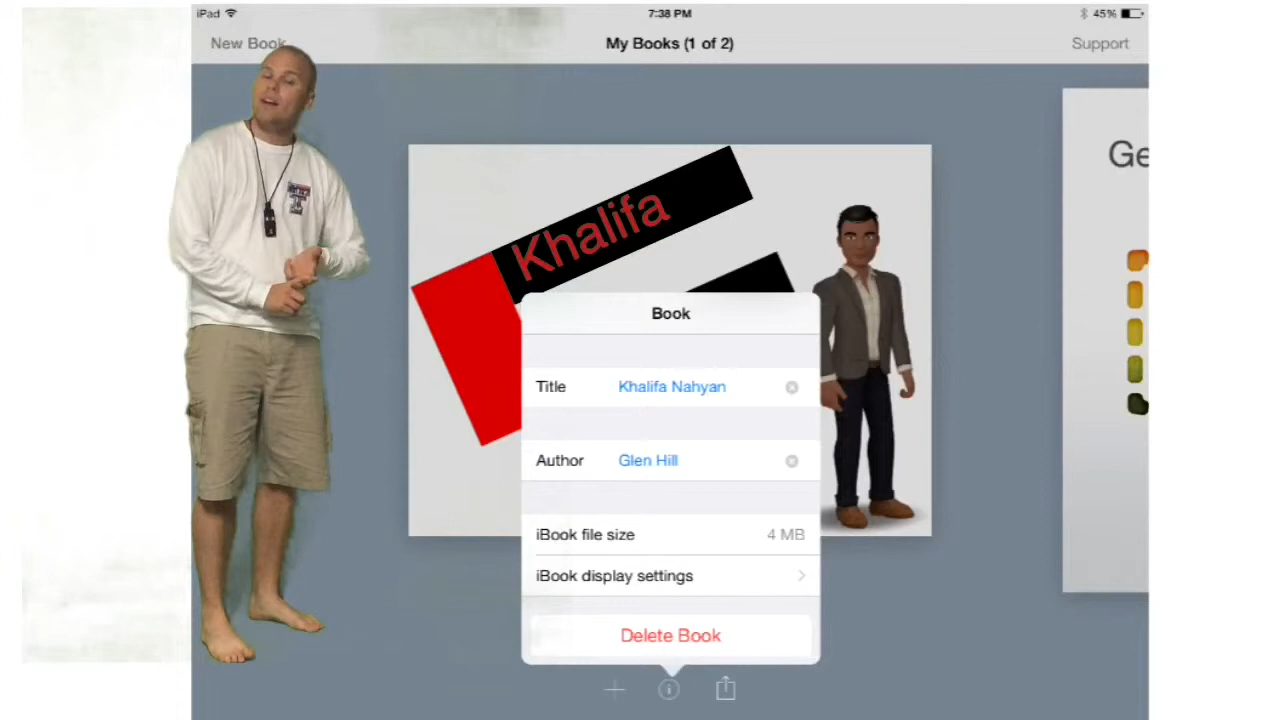 iPad
7:38 PM
45%
New Book
My Books (1 of 2)
Support
Ge
Khalifa
Book
Title Khalifa Nahyan
Author Glen Hill
iBook file size 4 MB
iBook display settings
Delete Book